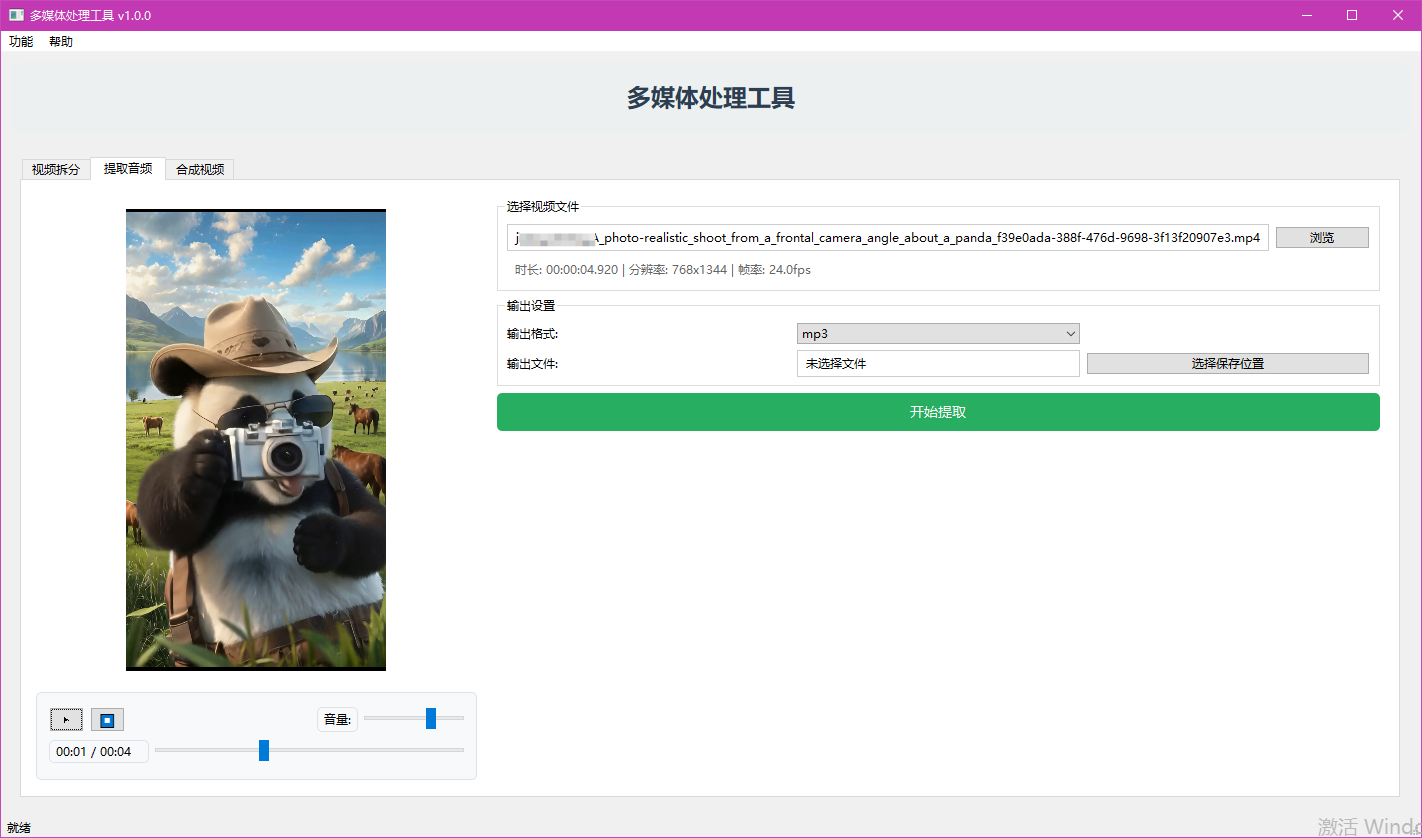 多媒体处理工具 v1.0.0
功能 帮助
多媒体处理工具
视频拆分 提取音频 合成视频
选择视频文件
_photo-realistic_shoot_from_a_frontal_camera_angle_about_a_panda_f39e0ada-388f-476d-9698-3f13f20907e3.mp4 浏览
时长: 00:00:04.920 | 分辨率: 768x1344 | 帧率: 24.0fps
输出设置
输出格式: mp3
输出文件: 未选择文件 选择保存位置
开始提取
音量:
00:01 / 00:04
就绪
激活